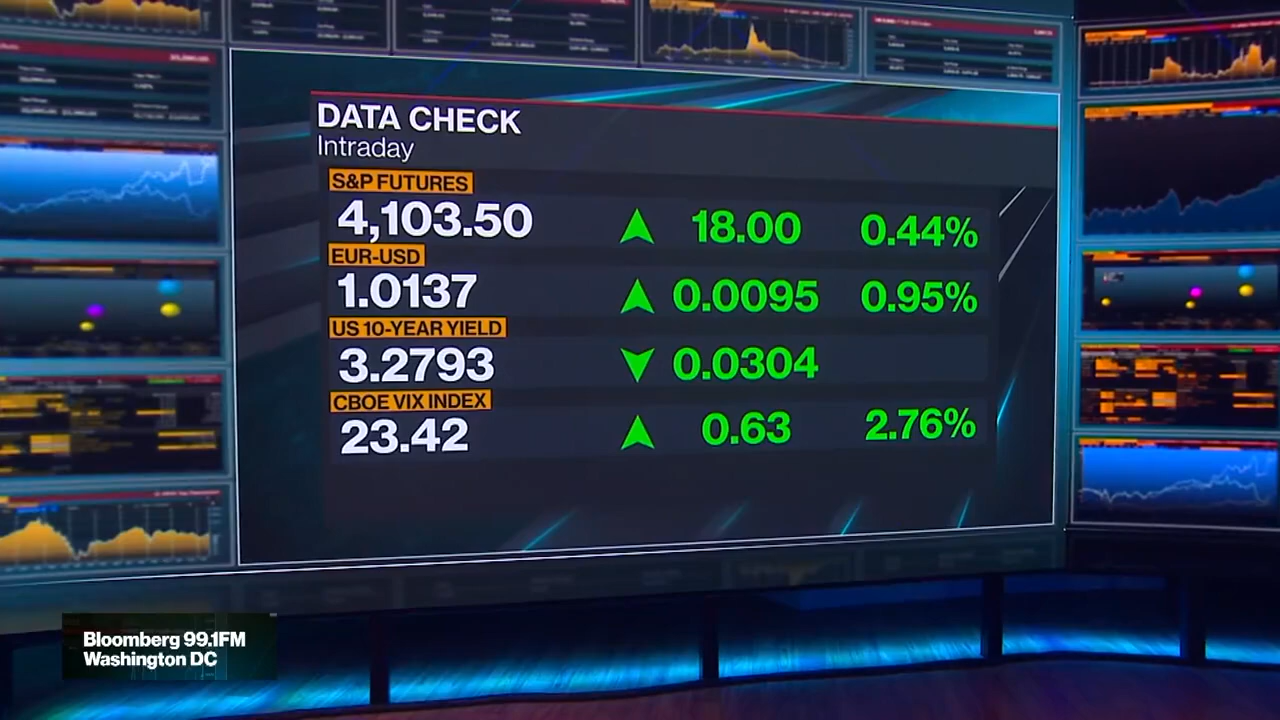 DATA CHECK
Intraday
S&P FUTURES
4,103.50 ▲ 18.00 0.44%
EUR-USD
1.0137 ▲ 0.0095 0.95%
US 10-YEAR YIELD
3.2793 ▼ 0.0304
CBOE VIX INDEX
23.42 ▲ 0.63 2.76%
Bloomberg 99.1FM
Washington DC